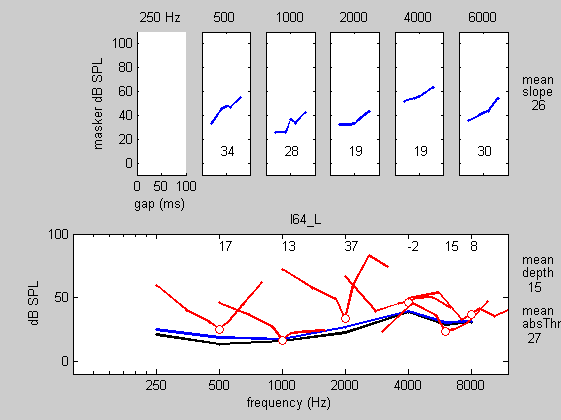 250 Hz 500 1000 2000 4000 6000
100
80
60
40
20
0
masker dB SPL
34 28 19 19 30
mean
slope
26
0 50 100
gap (ms)
I64_L
100
50
0
dB SPL
17 13 37 -2 15 8
mean
depth
15
mean
absThr
27
250 500 1000 2000 4000 8000
frequency (Hz)